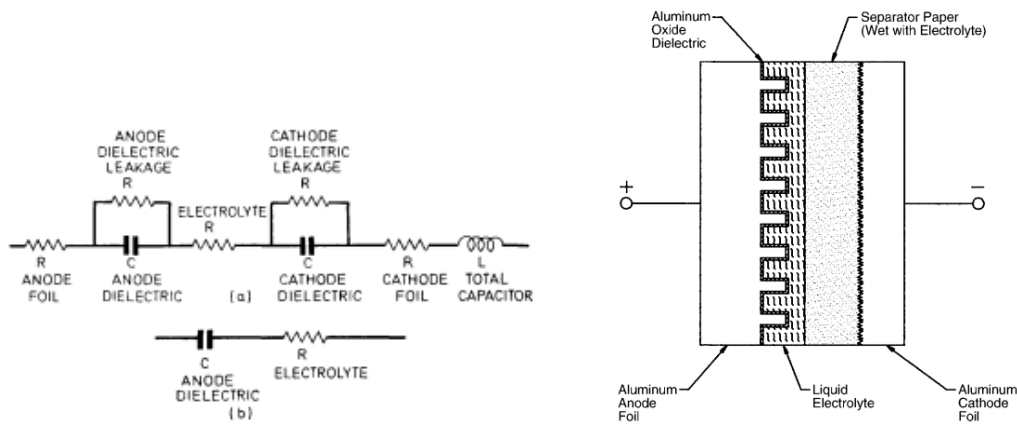 ANODE
DIELECTRIC
LEAKAGE
R
CATHODE
DIELECTRIC
LEAKAGE
R
ELECTROLYTE
R
R
ANODE
FOIL
C
ANODE
DIELECTRIC
(a)
C
CATHODE
DIELECTRIC
R
CATHODE
FOIL
L
TOTAL
CAPACITOR
C
ANODE
DIELECTRIC
(b)
R
ELECTROLYTE
Aluminum
Oxide
Dielectric
Separator Paper
(Wet with Electrolyte)
+
−
Aluminum
Anode
Foil
Liquid
Electrolyte
Aluminum
Cathode
Foil